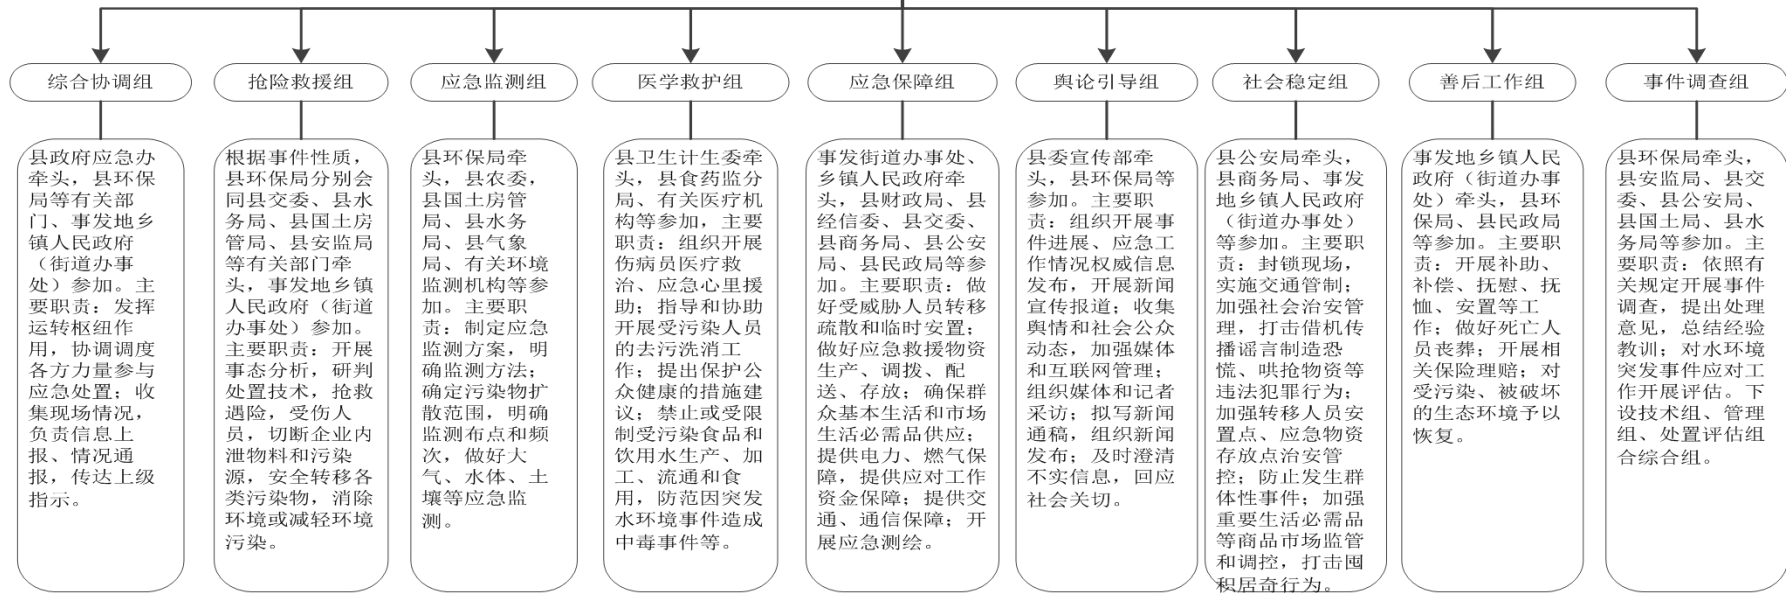 综合协调组
抢险救援组
应急监测组
医学救护组
应急保障组
舆论引导组
社会稳定组
善后工作组
事件调查组
县政府应急办
牵头，县环保
局等有关部
门、事发地乡
镇人民政府
（街道办事
处）参加。主
要职责：发挥
运转枢纽作
用，协调调度
各方力量参与
应急处置；收
集现场情况，
负责信息上
报、情况通
报，传达上级
指示。
根据事件性质，
县环保局分别会
同县交委、县水
务局、县国土房
管局、县安监局
等有关部门牵
头，事发地乡镇
人民政府（街道
办事处）参加。
主要职责：开展
事态分析，研判
处置技术，抢救
遇险，受伤人
员，切断企业内
泄物料和污染
源，安全转移各
类污染物，消除
环境或减轻环境
污染。
县环保局牵
头，县农委，
县国土房管
局、县水务
局、县气象
局、有关环境
监测机构等参
加。主要职
责：制定应急
监测方案，明
确监测方法；
确定污染物扩
散范围，明确
监测布点和频
次，做好大
气、水体、土
壤等应急监
测。
县卫生计生委牵
头，县食药监分
局、有关医疗机
构等参加，主要
职责：组织开展
伤病员医疗救
治、应急心里援
助；指导和协助
开展受污染人员
的去污洗消工
作；提出保护公
众健康的措施建
议；禁止或受限
制受污染食品和
饮用水生产、加
工、流通和食
用，防范因突发
水环境事件造成
中毒事件等。
事发街道办事处、
乡镇人民政府牵
头，县财政局、县
经信委、县交委、
县商务局、县公安
局、县民政局等参
加。主要职责：做
好受威胁人员转移
疏散和临时安置；
做好应急救援物资
生产、调拨、配
送、存放；确保群
众基本生活和市场
生活必需品供应；
提供电力、燃气保
障，提供应对工作
资金保障；提供交
通、通信保障；开
展应急测绘。
县委宣传部牵
头，县环保局等
参加。主要职
责：组织开展事
件进展、应急工
作情况权威信息
发布，开展新闻
宣传报道；收集
舆情和社会公众
动态，加强媒体
和互联网管理；
组织媒体和记者
采访；拟写新闻
通稿，组织新闻
发布；及时澄清
不实信息，回应
社会关切。
县公安局牵头，
县商务局、事发
地乡镇人民政府
（街道办事处）
等参加。主要职
责：封锁现场，
实施交通管制；
加强社会治安管
理，打击借机传
播谣言制造恐
慌、哄抢物资等
违法犯罪行为；
加强转移人员安
置点、应急物资
存放点治安管
控；防止发生群
体性事件；加强
重要生活必需品
等商品市场监管
和调控，打击囤
积居奇行为。
事发地乡镇人民
政府（街道办事
处）牵头，县环
保局、县民政局
等参加。主要职
责：开展补助、
补偿、抚慰、抚
恤、安置等工
作；做好死亡人
员丧葬；开展相
关保险理赔；对
受污染、被破坏
的生态环境予以
恢复。
县环保局牵头，
县安监局、县交
委、县公安局、
县国土局、县水
务局等参加。主
要职责：依照有
关规定开展事件
调查，提出处理
意见，总结经验
教训；对水环境
突发事件应对工
作开展评估。下
设技术组、管理
组、处置评估组
合综合组。